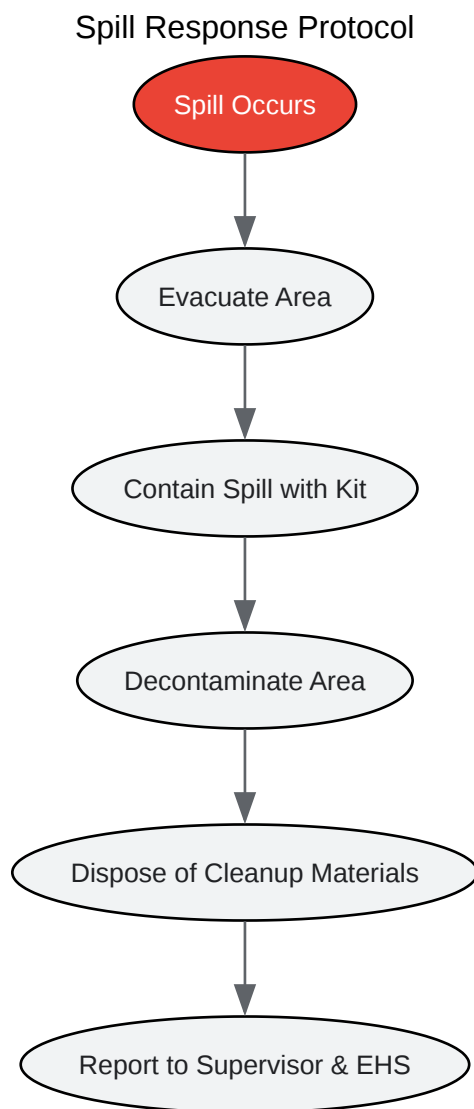 Spill Response Protocol
Spill Occurs
Evacuate Area
Contain Spill with Kit
Decontaminate Area
Dispose of Cleanup Materials
Report to Supervisor & EHS